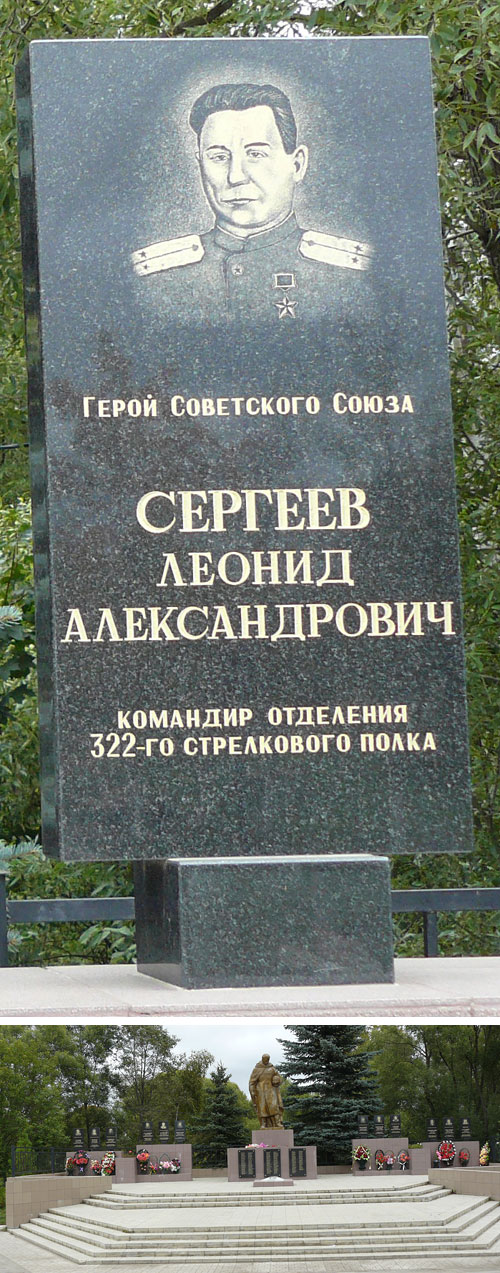 Герой Советского Союза
СЕРГЕЕВ
ЛЕОНИД
АЛЕКСАНДРОВИЧ
КОМАНДИР ОТДЕЛЕНИЯ
322-ГО СТРЕЛКОВОГО ПОЛКА